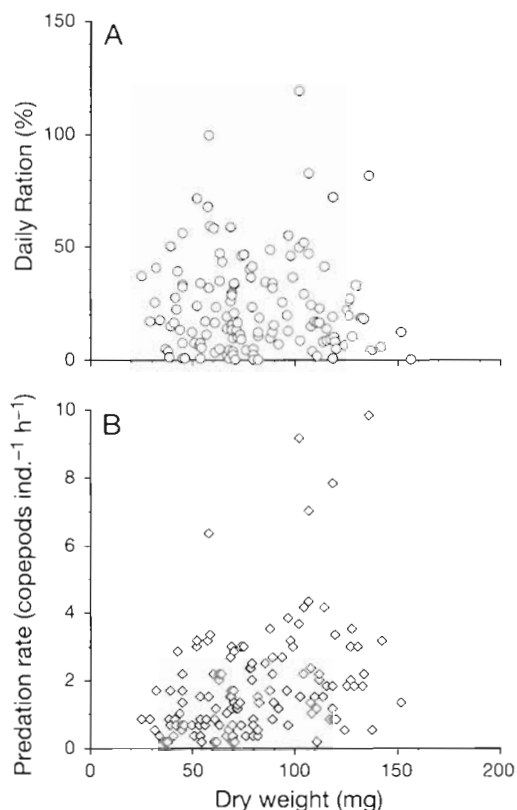 A
150
100
50
0
Daily Ration (%)
B
10
8
6
4
2
0
Predation rate (copepods ind.⁻¹ h⁻¹)
0 50 100 150 200
Dry weight (mg)